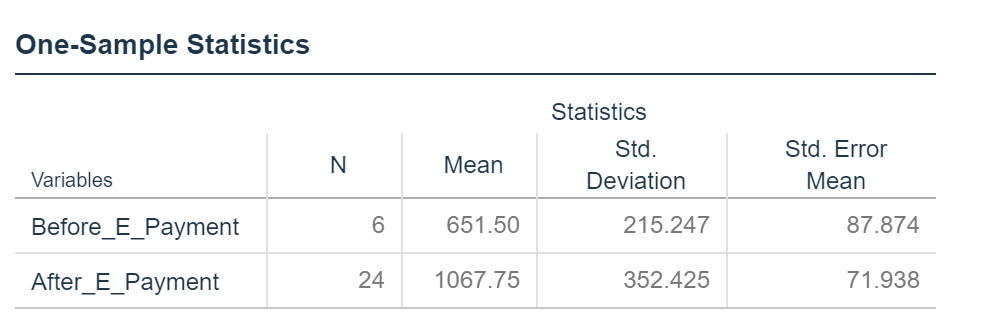 One-Sample Statistics
Statistics
Variables N Mean Std. Deviation Std. Error Mean
Before_E_Payment 6 651.50 215.247 87.874
After_E_Payment 24 1067.75 352.425 71.938